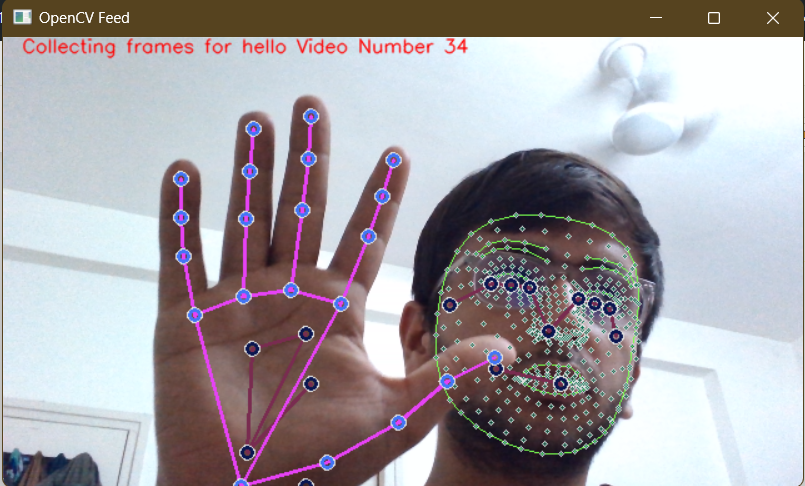 OpenCV Feed
Collecting frames for hello Video Number 34